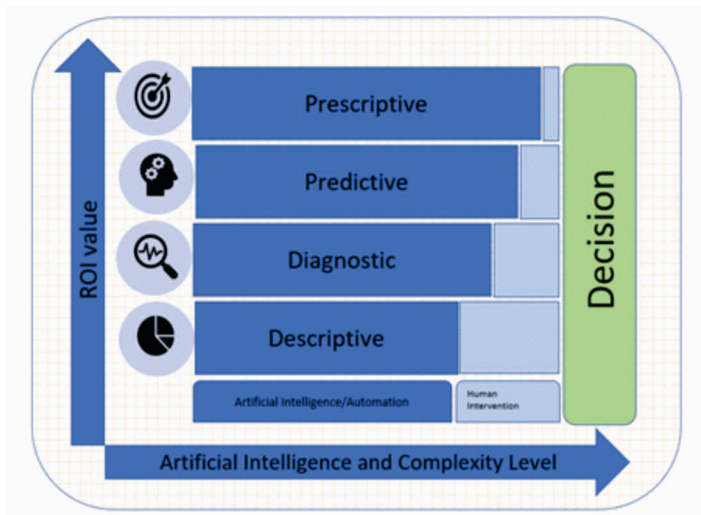 Prescriptive
Predictive
Diagnostic
Descriptive
Artificial Intelligence/Automation
Human
Intervention
Decision
ROI value
Artificial Intelligence and Complexity Level